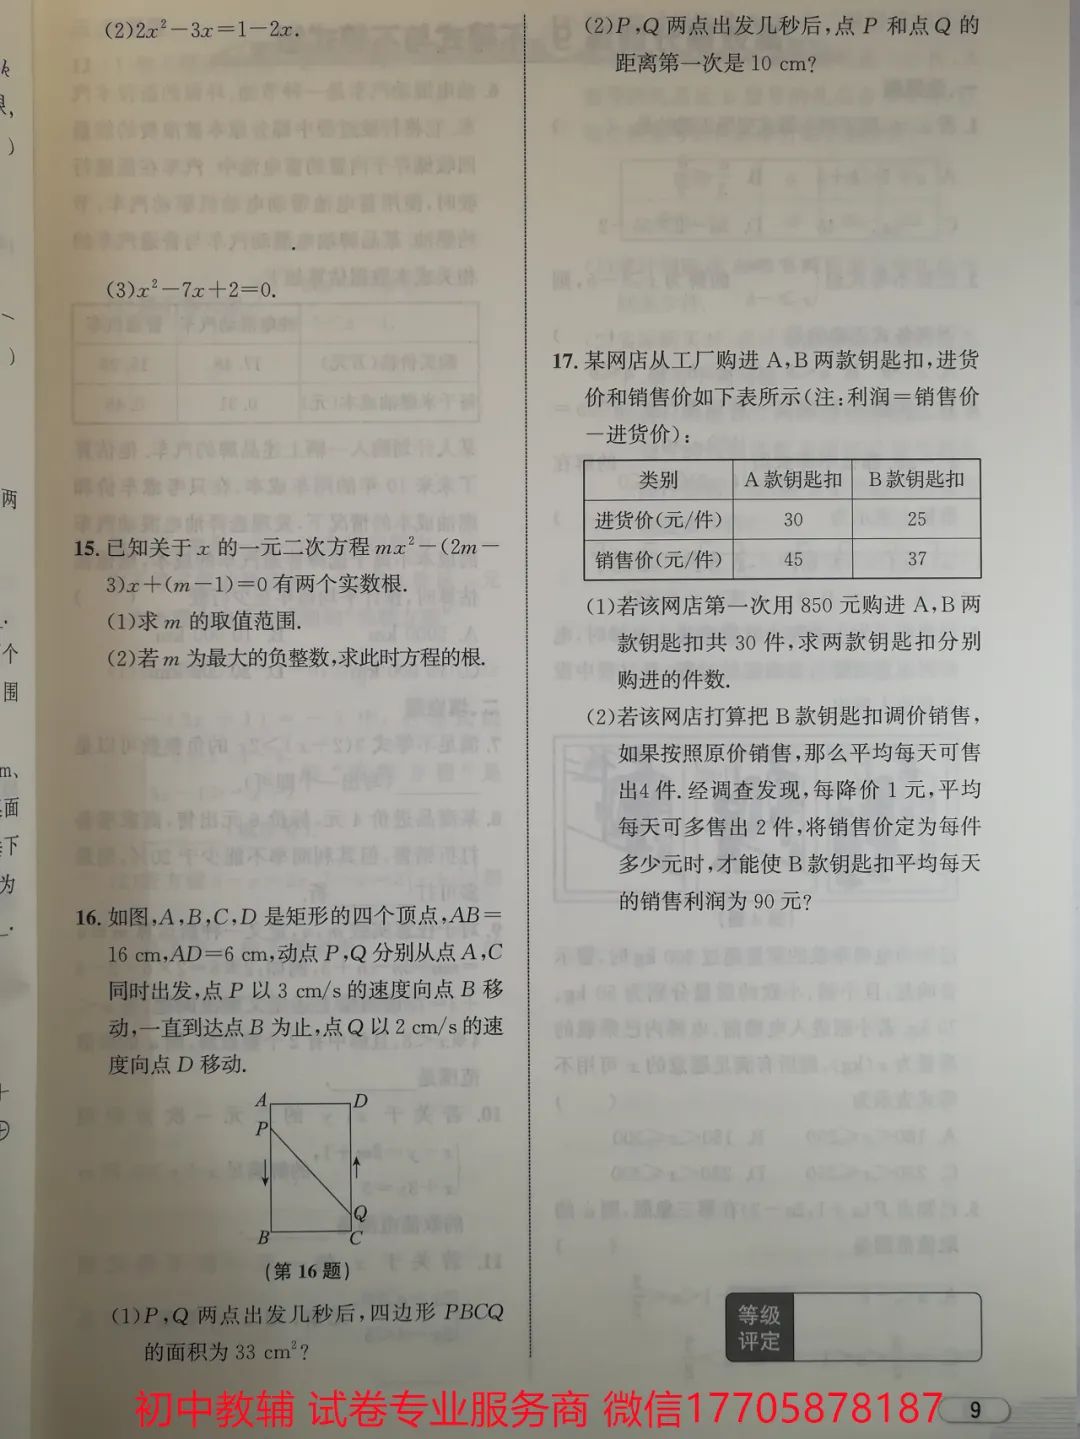 (2)2x²－3x＝1－2x.
(3)x²－7x＋2＝0.
15. 已知关于 x 的一元二次方程 mx²－(2m－
3)x＋(m－1)＝0 有两个实数根.
(1)求 m 的取值范围.
(2)若 m 为最大的负整数,求此时方程的根.
16. 如图,A,B,C,D 是矩形的四个顶点,AB＝
16 cm,AD＝6 cm,动点 P,Q 分别从点 A,C
同时出发,点 P 以 3 cm/s 的速度向点 B 移
动,一直到达点 B 为止,点 Q 以 2 cm/s 的速
度向点 D 移动.
A D
P
Q
B C
(第 16 题)
(1)P,Q 两点出发几秒后,四边形 PBCQ
的面积为 33 cm²?
(2)P,Q 两点出发几秒后,点 P 和点 Q 的
距离第一次是 10 cm?
17. 某网店从工厂购进 A,B 两款钥匙扣,进货
价和销售价如下表所示(注:利润＝销售价
－进货价):
类别 A 款钥匙扣 B 款钥匙扣
进货价(元/件) 30 25
销售价(元/件) 45 37
(1)若该网店第一次用 850 元购进 A,B 两
款钥匙扣共 30 件,求两款钥匙扣分别
购进的件数.
(2)若该网店打算把 B 款钥匙扣调价销售,
如果按照原价销售,那么平均每天可售
出4 件.经调查发现,每降价 1 元,平均
每天可多售出 2 件,将销售价定为每件
多少元时,才能使 B 款钥匙扣平均每天
的销售利润为 90 元?
等级
评定
初中教辅 试卷专业服务商 微信17705878187
9